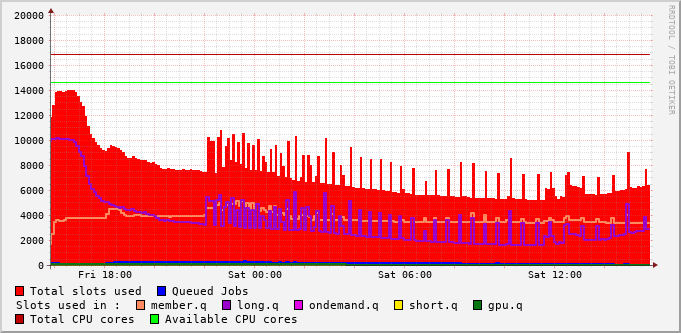 20000
18000
16000
14000
12000
10000
8000
6000
4000
2000
0
Fri 18:00 Sat 00:00 Sat 06:00 Sat 12:00
RRDTOOL / TOBI OETIKER
Total slots used Queued Jobs
Slots used in : member.q long.q ondemand.q short.q gpu.q
Total CPU cores Available CPU cores